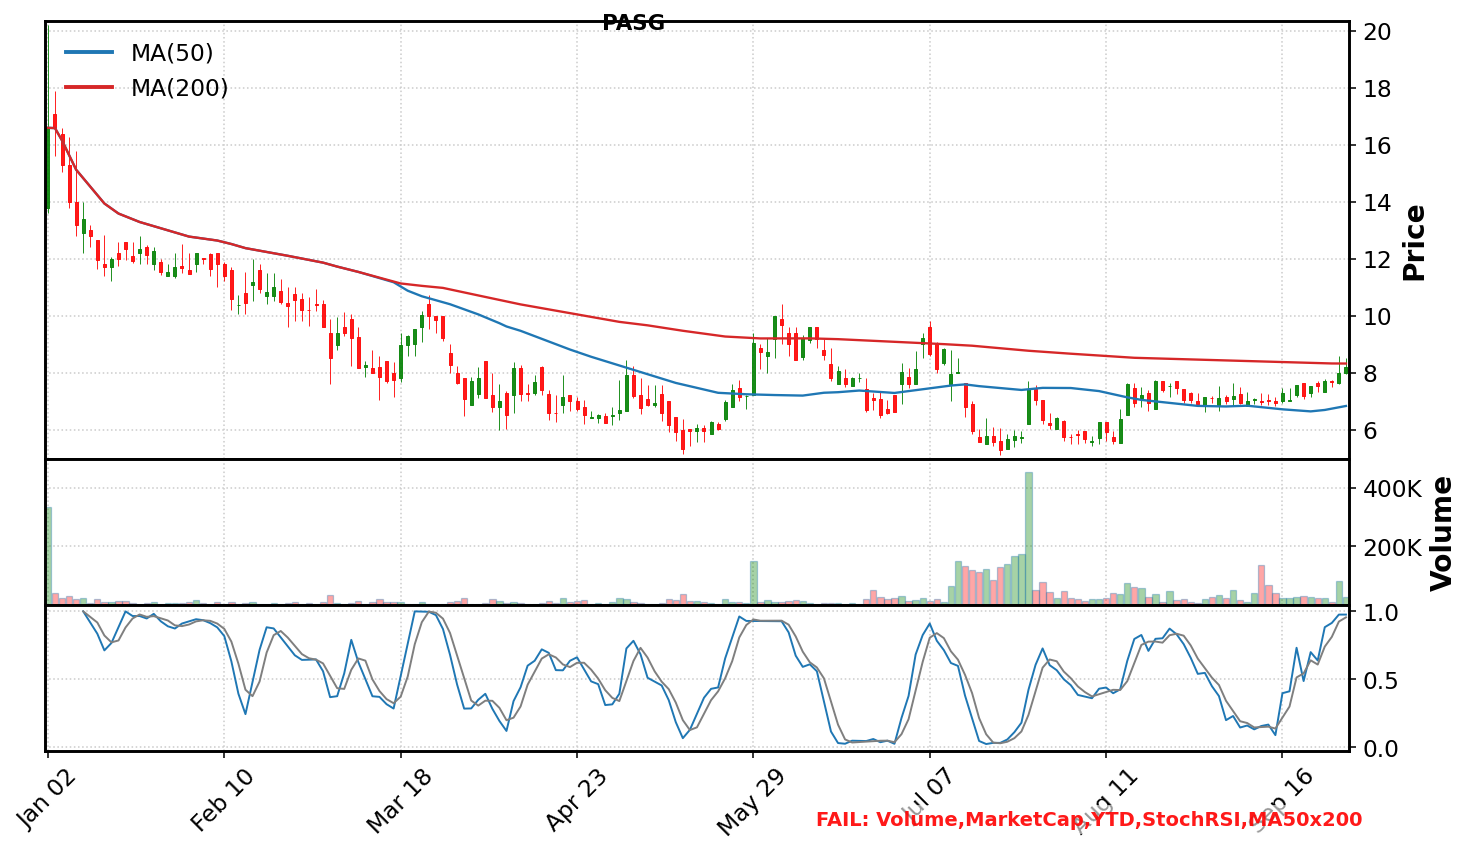 PASG
MA(50)
MA(200)
20
18
16
14
12
10
8
6
Price
400K
200K
Volume
1.0
0.5
0.0
Jan 02
Feb 10
Mar 18
Apr 23
May 29
Jul 07
Aug 11
Sep 16
FAIL: Volume,MarketCap,YTD,StochRSI,MA50x200